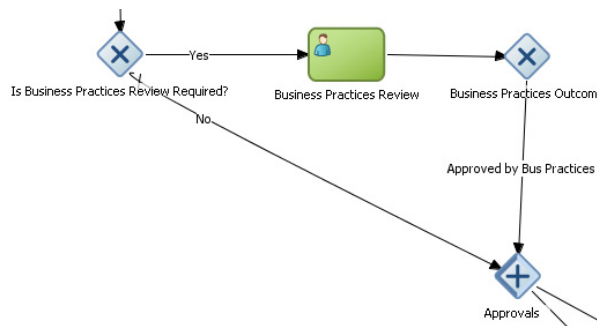 Yes
Is Business Practices Review Required?
Business Practices Review
Business Practices Outcom
No
Approved by Bus Practices
Approvals